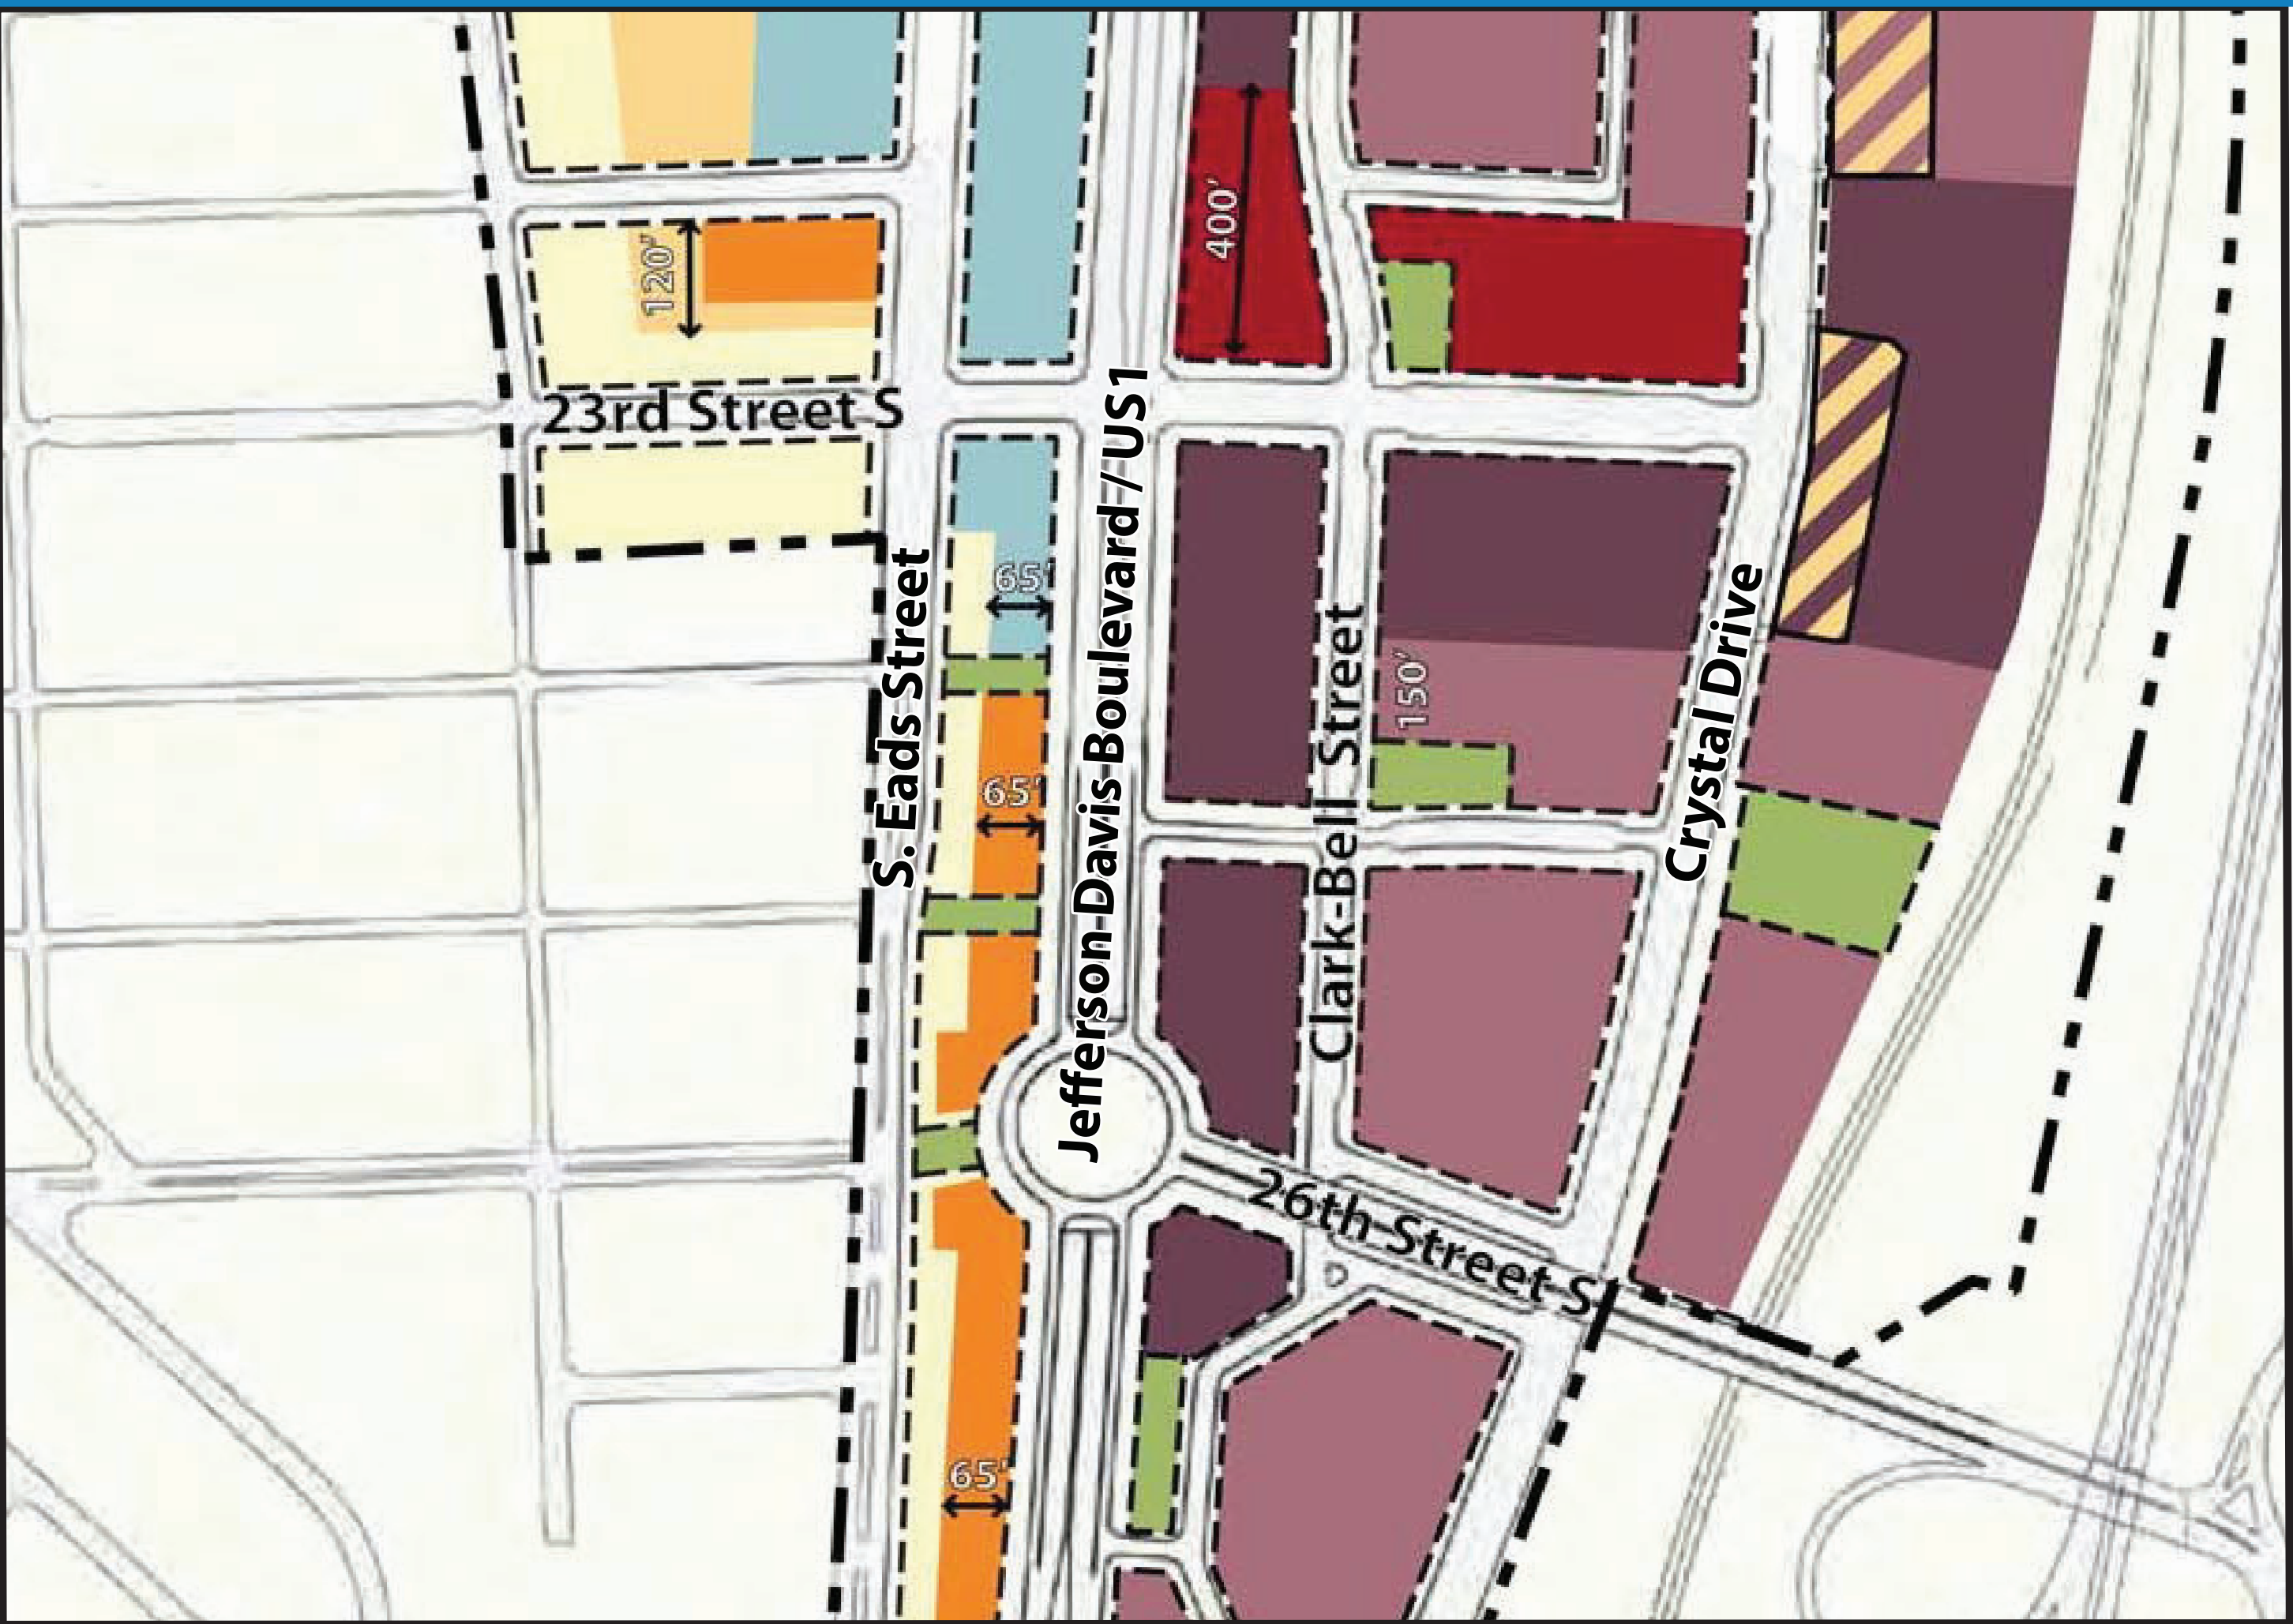 400′
120′
23rd Street S
65′
S. Eads Street
Jefferson Davis Boulevard / US1
Clark-Bell Street
150′
Crystal Drive
65′
26th Street S
65′